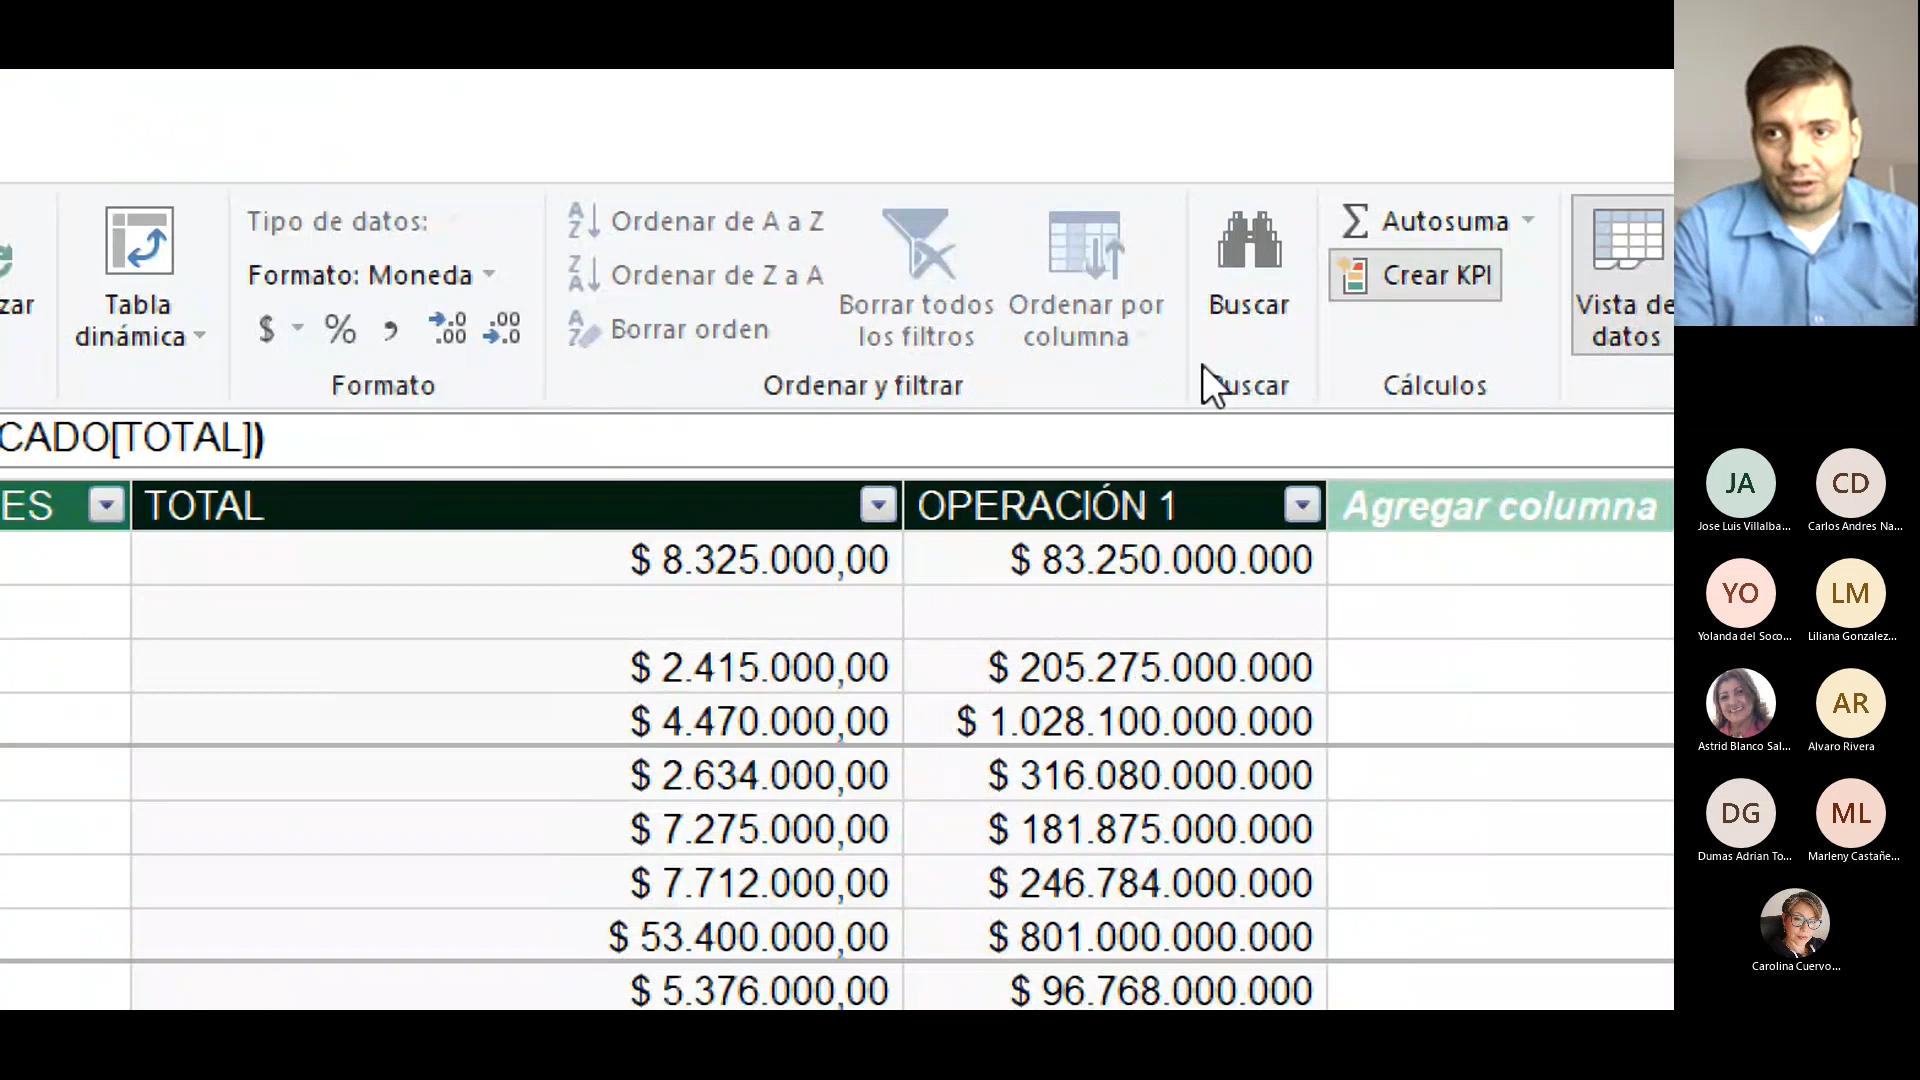 zar
Tabla
dinámica
Tipo de datos:
Formato: Moneda
$ % , .0 .00 .00 .0
Formato
Ordenar de A a Z
Ordenar de Z a A
Borrar orden
Borrar todos
los filtros
Ordenar por
columna
Ordenar y filtrar
Buscar
uscar
Autosuma
Crear KPI
Cálculos
Vista de
datos
CADO[TOTAL])
ES TOTAL OPERACIÓN 1 Agregar columna
$ 8.325.000,00 $ 83.250.000.000
$ 2.415.000,00 $ 205.275.000.000
$ 4.470.000,00 $ 1.028.100.000.000
$ 2.634.000,00 $ 316.080.000.000
$ 7.275.000,00 $ 181.875.000.000
$ 7.712.000,00 $ 246.784.000.000
$ 53.400.000,00 $ 801.000.000.000
$ 5.376.000,00 $ 96.768.000.000
JA CD
Jose Luis Villalba... Carlos Andres Na...
YO LM
Yolanda del Soco... Liliana Gonzalez...
AR
Astrid Blanco Sal... Alvaro Rivera
DG ML
Dumas Adrian To... Marleny Castañe...
Carolina Cuervo...